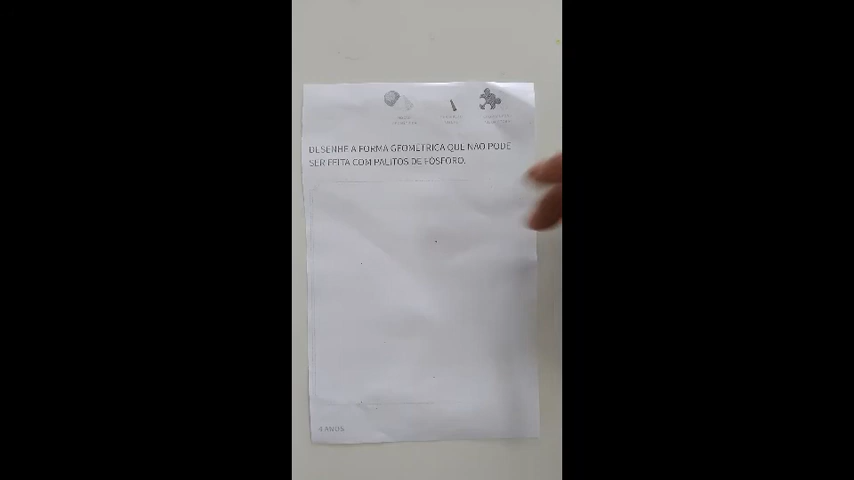 DESENHE A FORMA GEOMÉTRICA QUE NÃO PODE
SER FEITA COM PALITOS DE FÓSFORO.
4 ANOS